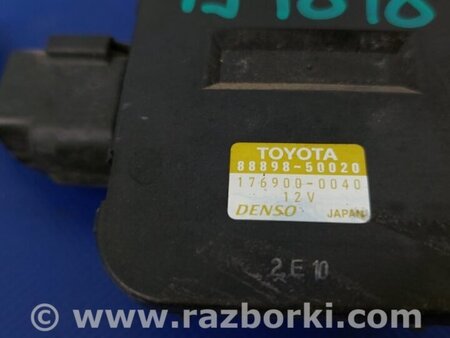 TOYOTA
88898-50020
176900-0040
12V
DENSO JAPAN
2E10
© www.razborki.com